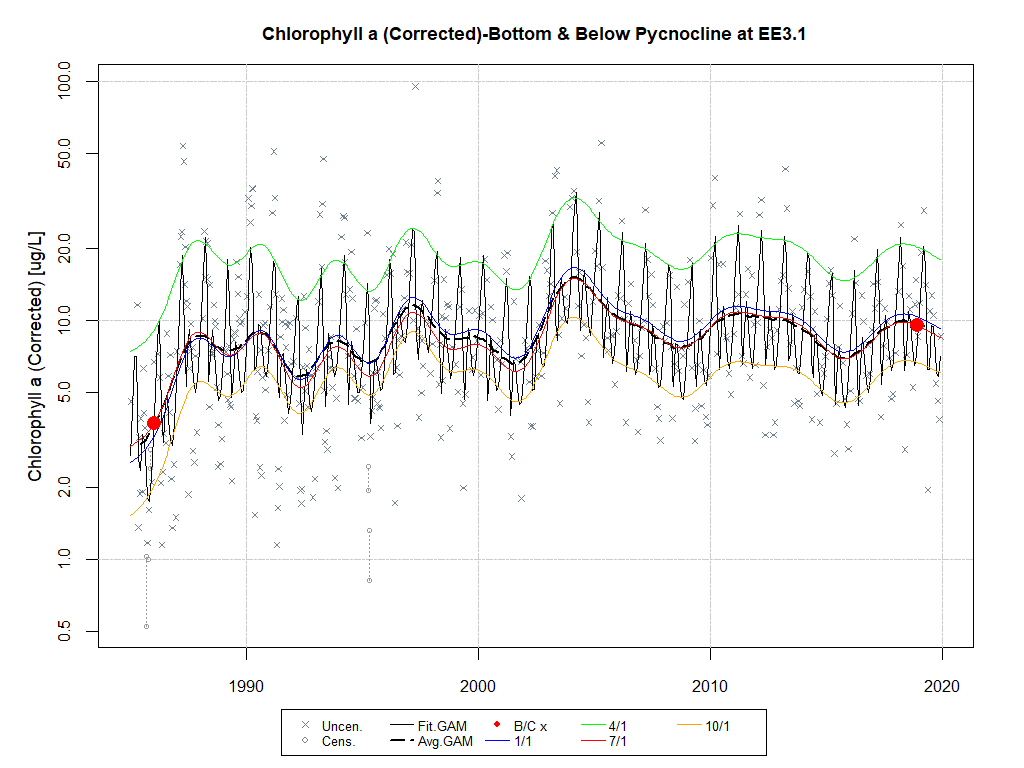 Chlorophyll a (Corrected)-Bottom & Below Pycnocline at EE3.1
Chlorophyll a (Corrected) [ug/L]
100.0
50.0
20.0
10.0
5.0
2.0
1.0
0.5
1990 2000 2010 2020
Uncen. Fit.GAM B/C x 4/1 10/1
Cens. Avg.GAM 1/1 7/1